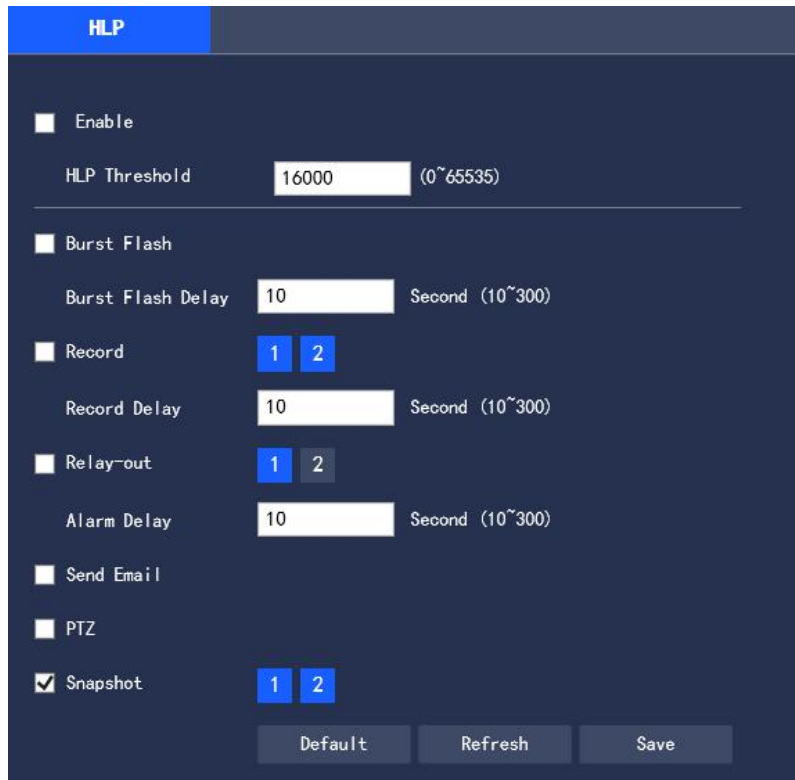 HLP
Enable
HLP Threshold 16000 (0~65535)
Burst Flash
Burst Flash Delay 10 Second (10~300)
Record 1 2
Record Delay 10 Second (10~300)
Relay-out 1 2
Alarm Delay 10 Second (10~300)
Send Email
PTZ
Snapshot 1 2
Default Refresh Save